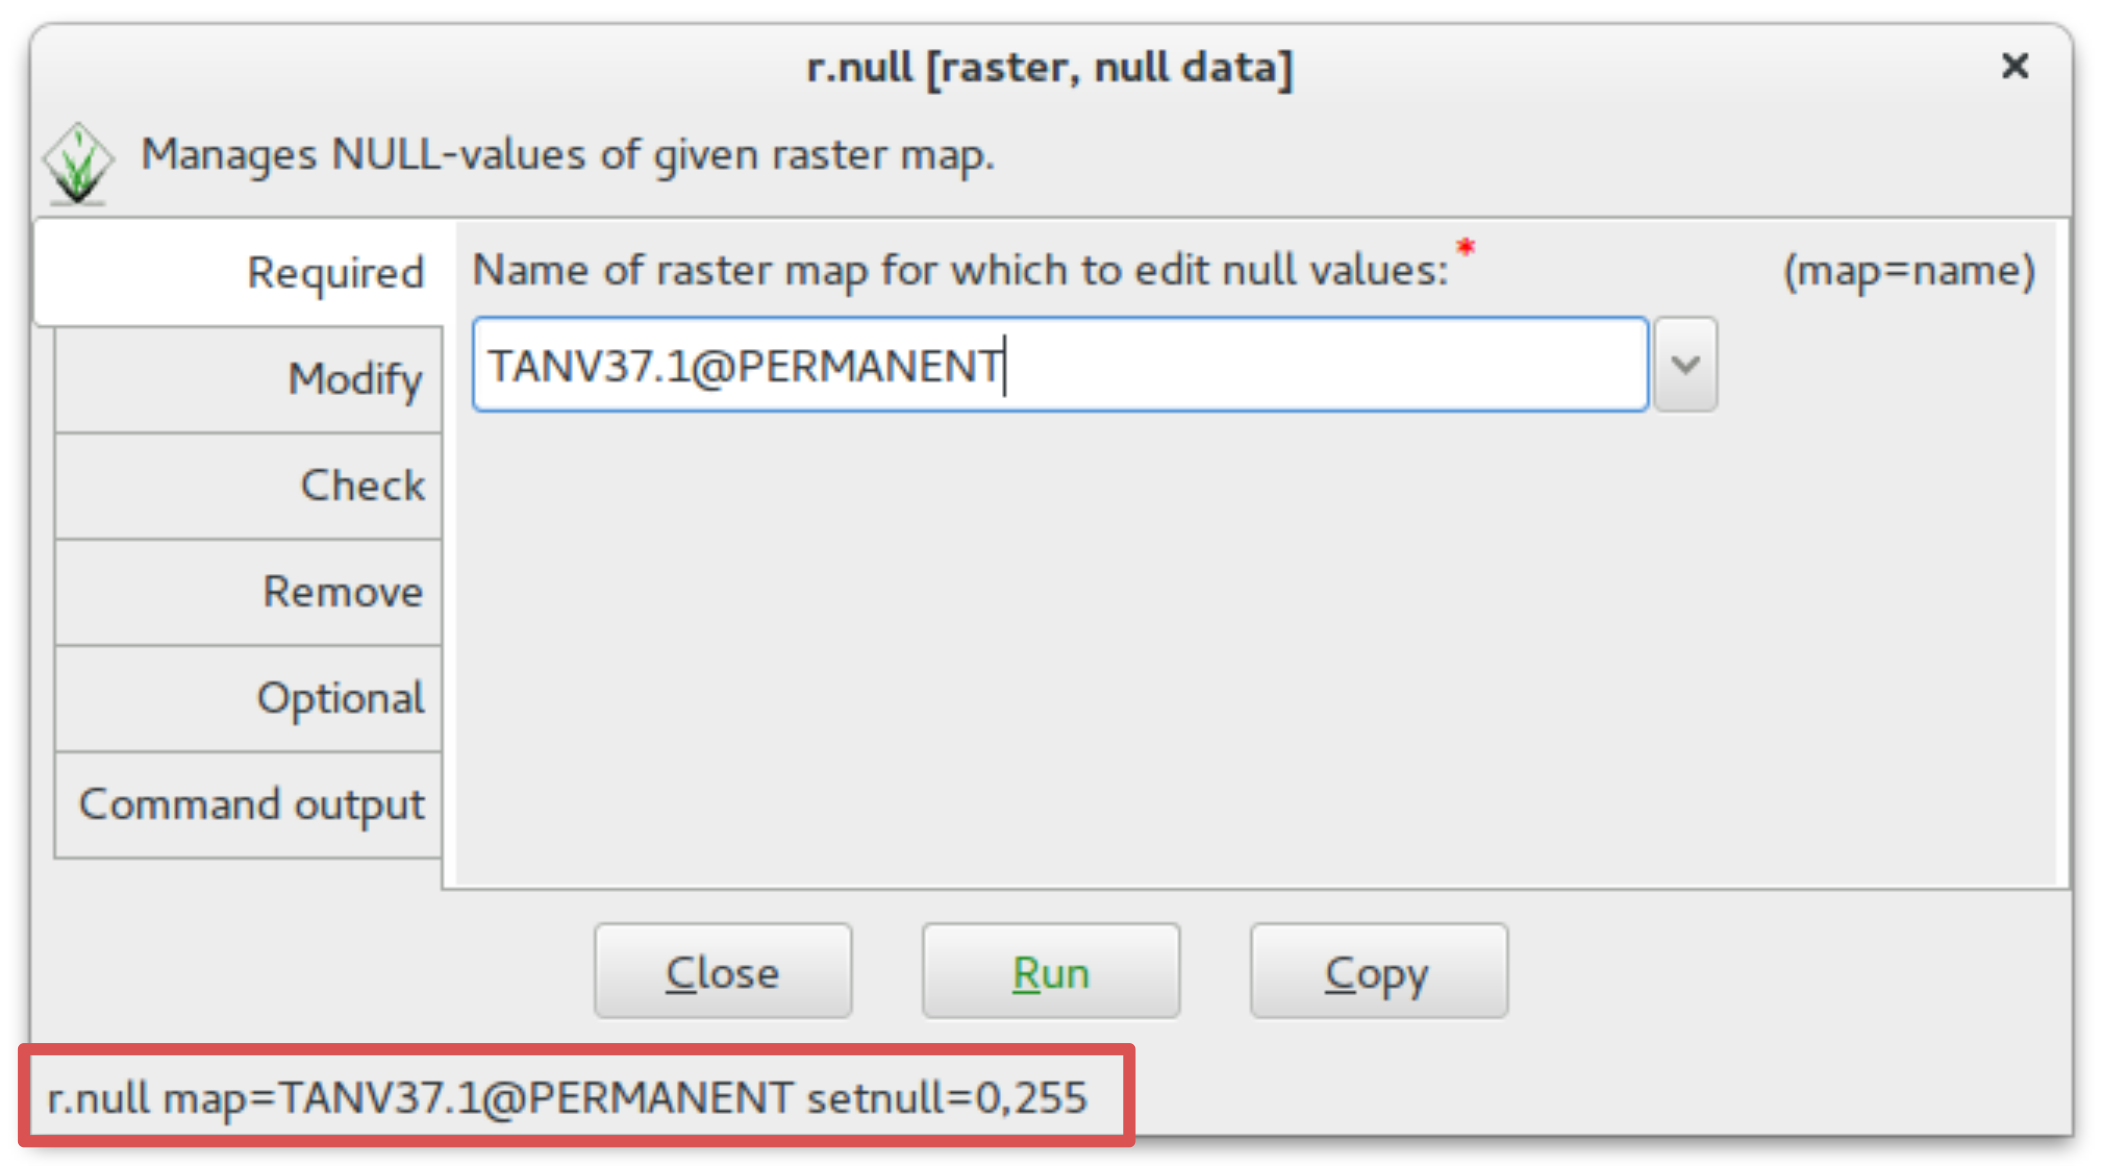 r.null [raster, null data]
Manages NULL-values of given raster map.
Required
Name of raster map for which to edit null values:*
(map=name)
TANV37.1@PERMANENT
Modify
Check
Remove
Optional
Command output
Close
Run
Copy
r.null map=TANV37.1@PERMANENT setnull=0,255